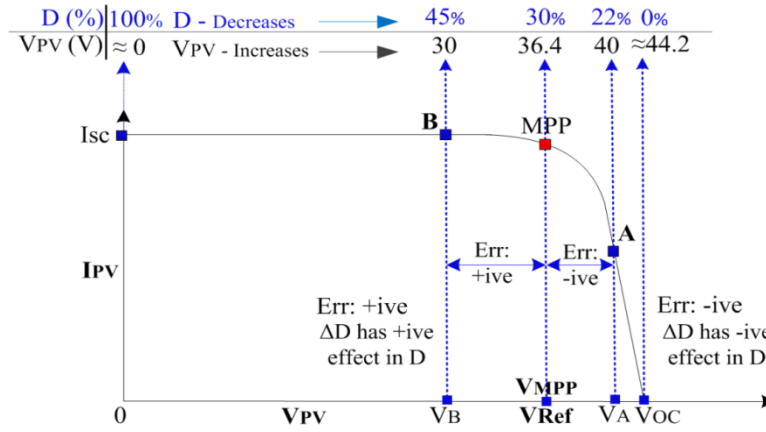 D (%) 100% D - Decreases 45% 30% 22% 0%
VPV (V) ≈ 0 VPV - Increases 30 36.4 40 ≈44.2
Isc
B
MPP
A
Err:
+ive
Err:
-ive
IPV
Err: +ive
ΔD has +ive
effect in D
Err: -ive
ΔD has -ive
effect in D
VMPP
0 VPV VB VRef VA VOC